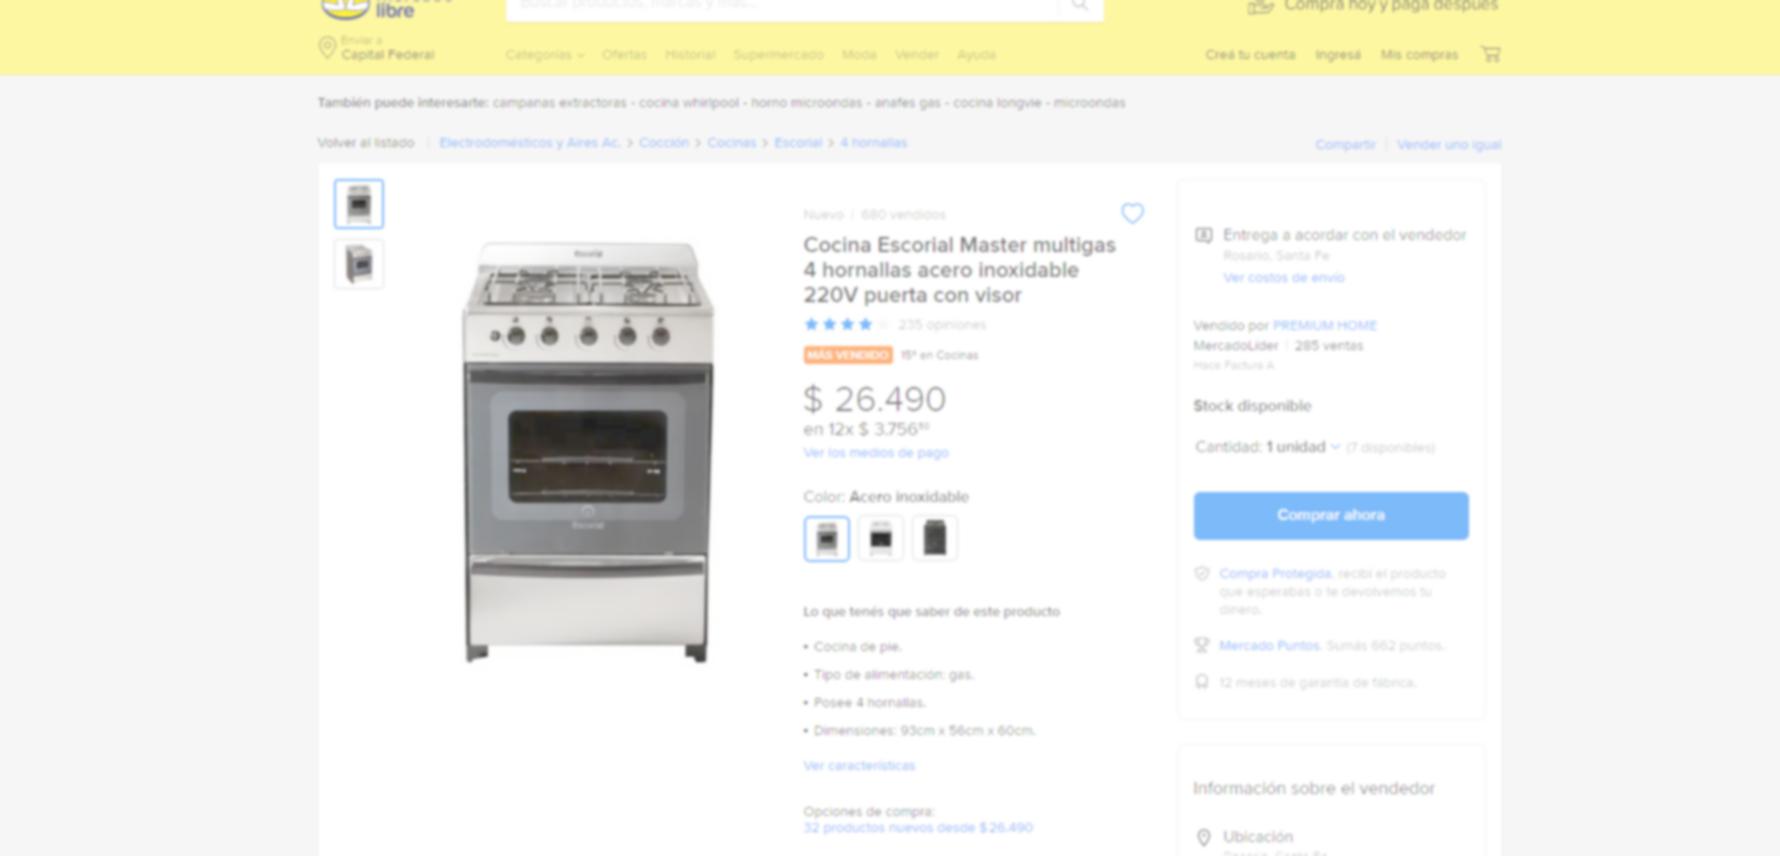 libre
Buscar productos, marcas y más...
Comprá hoy y pagá después
Enviar a
Capital Federal
Categorías Ofertas Historial Supermercado Moda Vender Ayuda
Creá tu cuenta Ingresá Mis compras
También puede interesarte: campanas extractoras - cocina whirlpool - horno microondas - anafes gas - cocina longvie - microondas
Volver al listado | Electrodomésticos y Aires Ac. > Cocción > Cocinas > Escorial > 4 hornallas
Compartir | Vender uno igual
Nuevo | 680 vendidos
Cocina Escorial Master multigas
4 hornallas acero inoxidable
220V puerta con visor
235 opiniones
MÁS VENDIDO 15º en Cocinas
$ 26.490
en 12x $ 3.756
Ver los medios de pago
Color: Acero inoxidable
Lo que tenés que saber de este producto
• Cocina de pie.
• Tipo de alimentación: gas.
• Posee 4 hornallas.
• Dimensiones: 93cm x 56cm x 60cm.
Ver características
Opciones de compra:
32 productos nuevos desde $ 26.490
Escorial
Escorial
Entrega a acordar con el vendedor
Rosario, Santa Fe
Ver costos de envío
Vendido por PREMIUM HOME
MercadoLíder | 285 ventas
Hace Factura A
Stock disponible
Cantidad: 1 unidad (7 disponibles)
Comprar ahora
Compra Protegida, recibí el producto
que esperabas o te devolvemos tu
dinero.
Mercado Puntos. Sumás 662 puntos.
12 meses de garantía de fábrica.
Información sobre el vendedor
Ubicación